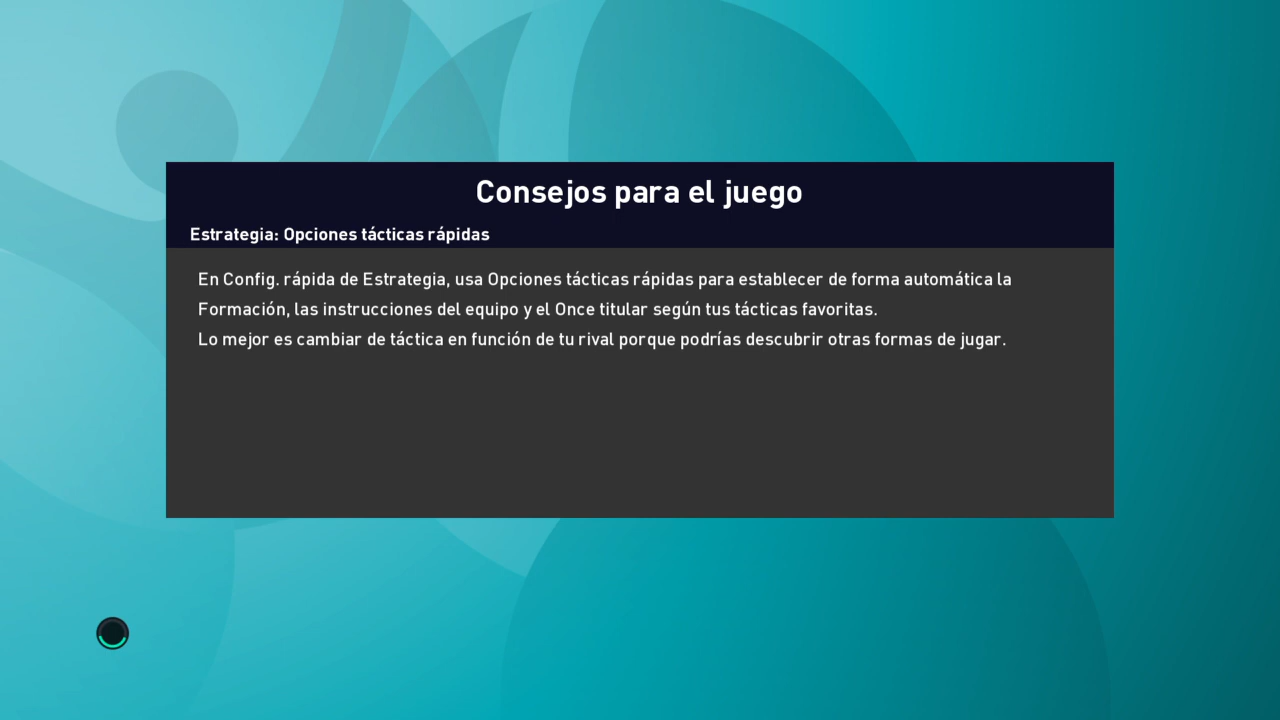 Consejos para el juego
Estrategia: Opciones tácticas rápidas
En Config. rápida de Estrategia, usa Opciones tácticas rápidas para establecer de forma automática la
Formación, las instrucciones del equipo y el Once titular según tus tácticas favoritas.
Lo mejor es cambiar de táctica en función de tu rival porque podrías descubrir otras formas de jugar.